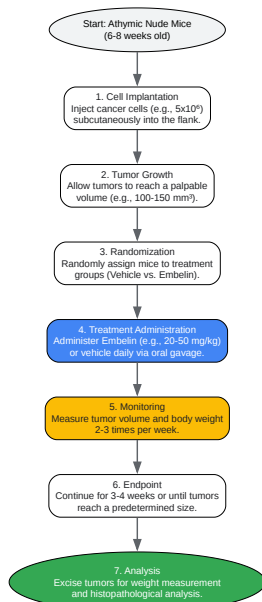 Start: Athymic Nude Mice
(6-8 weeks old)
1. Cell Implantation
Inject cancer cells (e.g., 5x10⁶)
subcutaneously into the flank.
2. Tumor Growth
Allow tumors to reach a palpable
volume (e.g., 100-150 mm³).
3. Randomization
Randomly assign mice to treatment
groups (Vehicle vs. Embelin).
4. Treatment Administration
Administer Embelin (e.g., 20-50 mg/kg)
or vehicle daily via oral gavage.
5. Monitoring
Measure tumor volume and body weight
2-3 times per week.
6. Endpoint
Continue for 3-4 weeks or until tumors
reach a predetermined size.
7. Analysis
Excise tumors for weight measurement
and histopathological analysis.